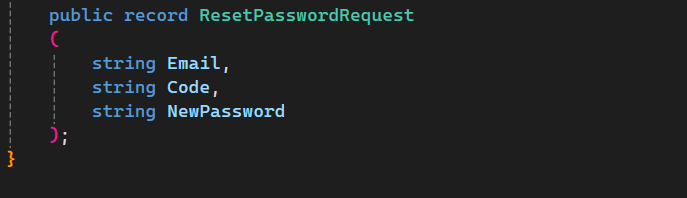 public record ResetPasswordRequest
(
string Email,
string Code,
string NewPassword
);
}